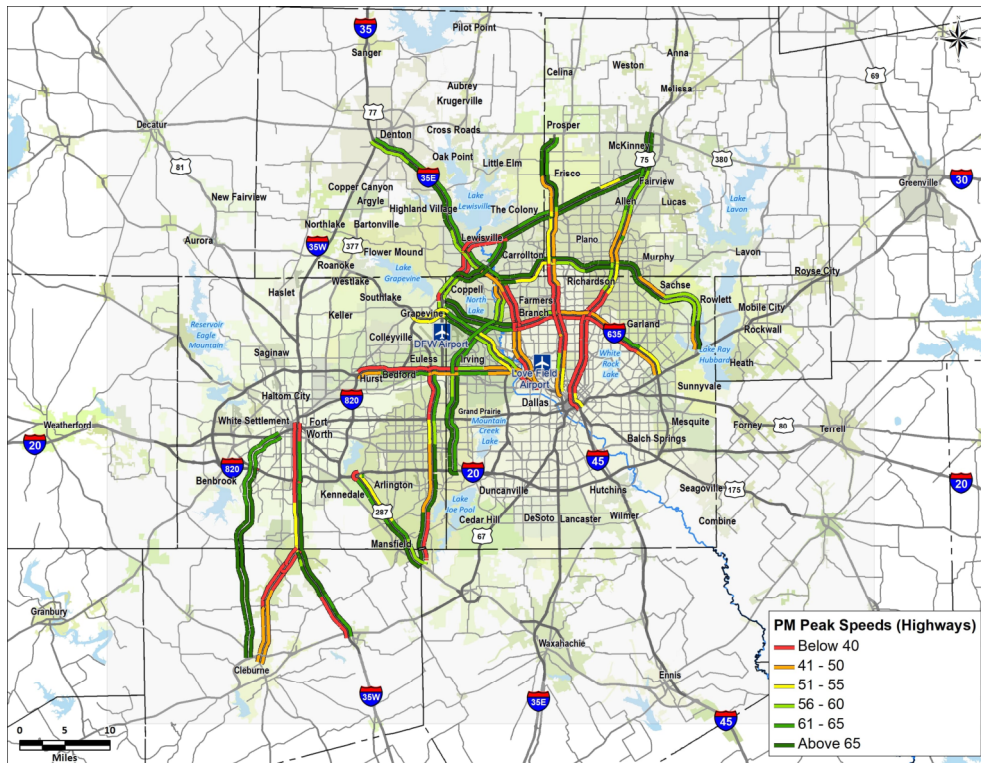 35
Pilot Point
N
Sanger
Anna
Weston
Celina
69
Melissa
Aubrey
Krugerville
77
Decatur
Denton
Cross Roads
Prosper
McKinney
Oak Point
Little Elm
75
380
81
35E
Frisco
Fairview
Greenville
30
Copper Canyon
Lake Lewisville
Allen
Lucas
Lake Lavon
New Fairview
Argyle
Highland Village
The Colony
Northlake
Bartonville
Aurora
35W
377
Lewisville
Plano
Flower Mound
Carrollton
Murphy
Lavon
Roanoke
Lake Grapevine
Royse City
Westlake
Coppell
Richardson
Sachse
Haslet
Southlake
North Lake
Rowlett
Keller
Grapevine
Farmers Branch
Mobile City
Reservoir Eagle Mountain
Colleyville
DFW Airport
635
Garland
Rockwall
Saginaw
Euless
Irving
White Rock Lake
Lake Ray Hubbard
Heath
Hurst
Bedford
Love Field Airport
Sunnyvale
Haltom City
820
Dallas
Weatherford
White Settlement
Fort Worth
Grand Prairie
Mountain Creek Lake
Mesquite
Forney
80
Terrell
20
Balch Springs
820
Benbrook
20
45
Kennedale
Arlington
Duncanville
Hutchins
Seagoville
175
20
287
Lake Joe Pool
DeSoto
Lancaster
Wilmer
Combine
Cedar Hill
Mansfield
67
Granbury
Waxahachie
Cleburne
Ennis
35W
35E
45
PM Peak Speeds (Highways)
Below 40
41 - 50
51 - 55
56 - 60
61 - 65
Above 65
0 5 10
Miles